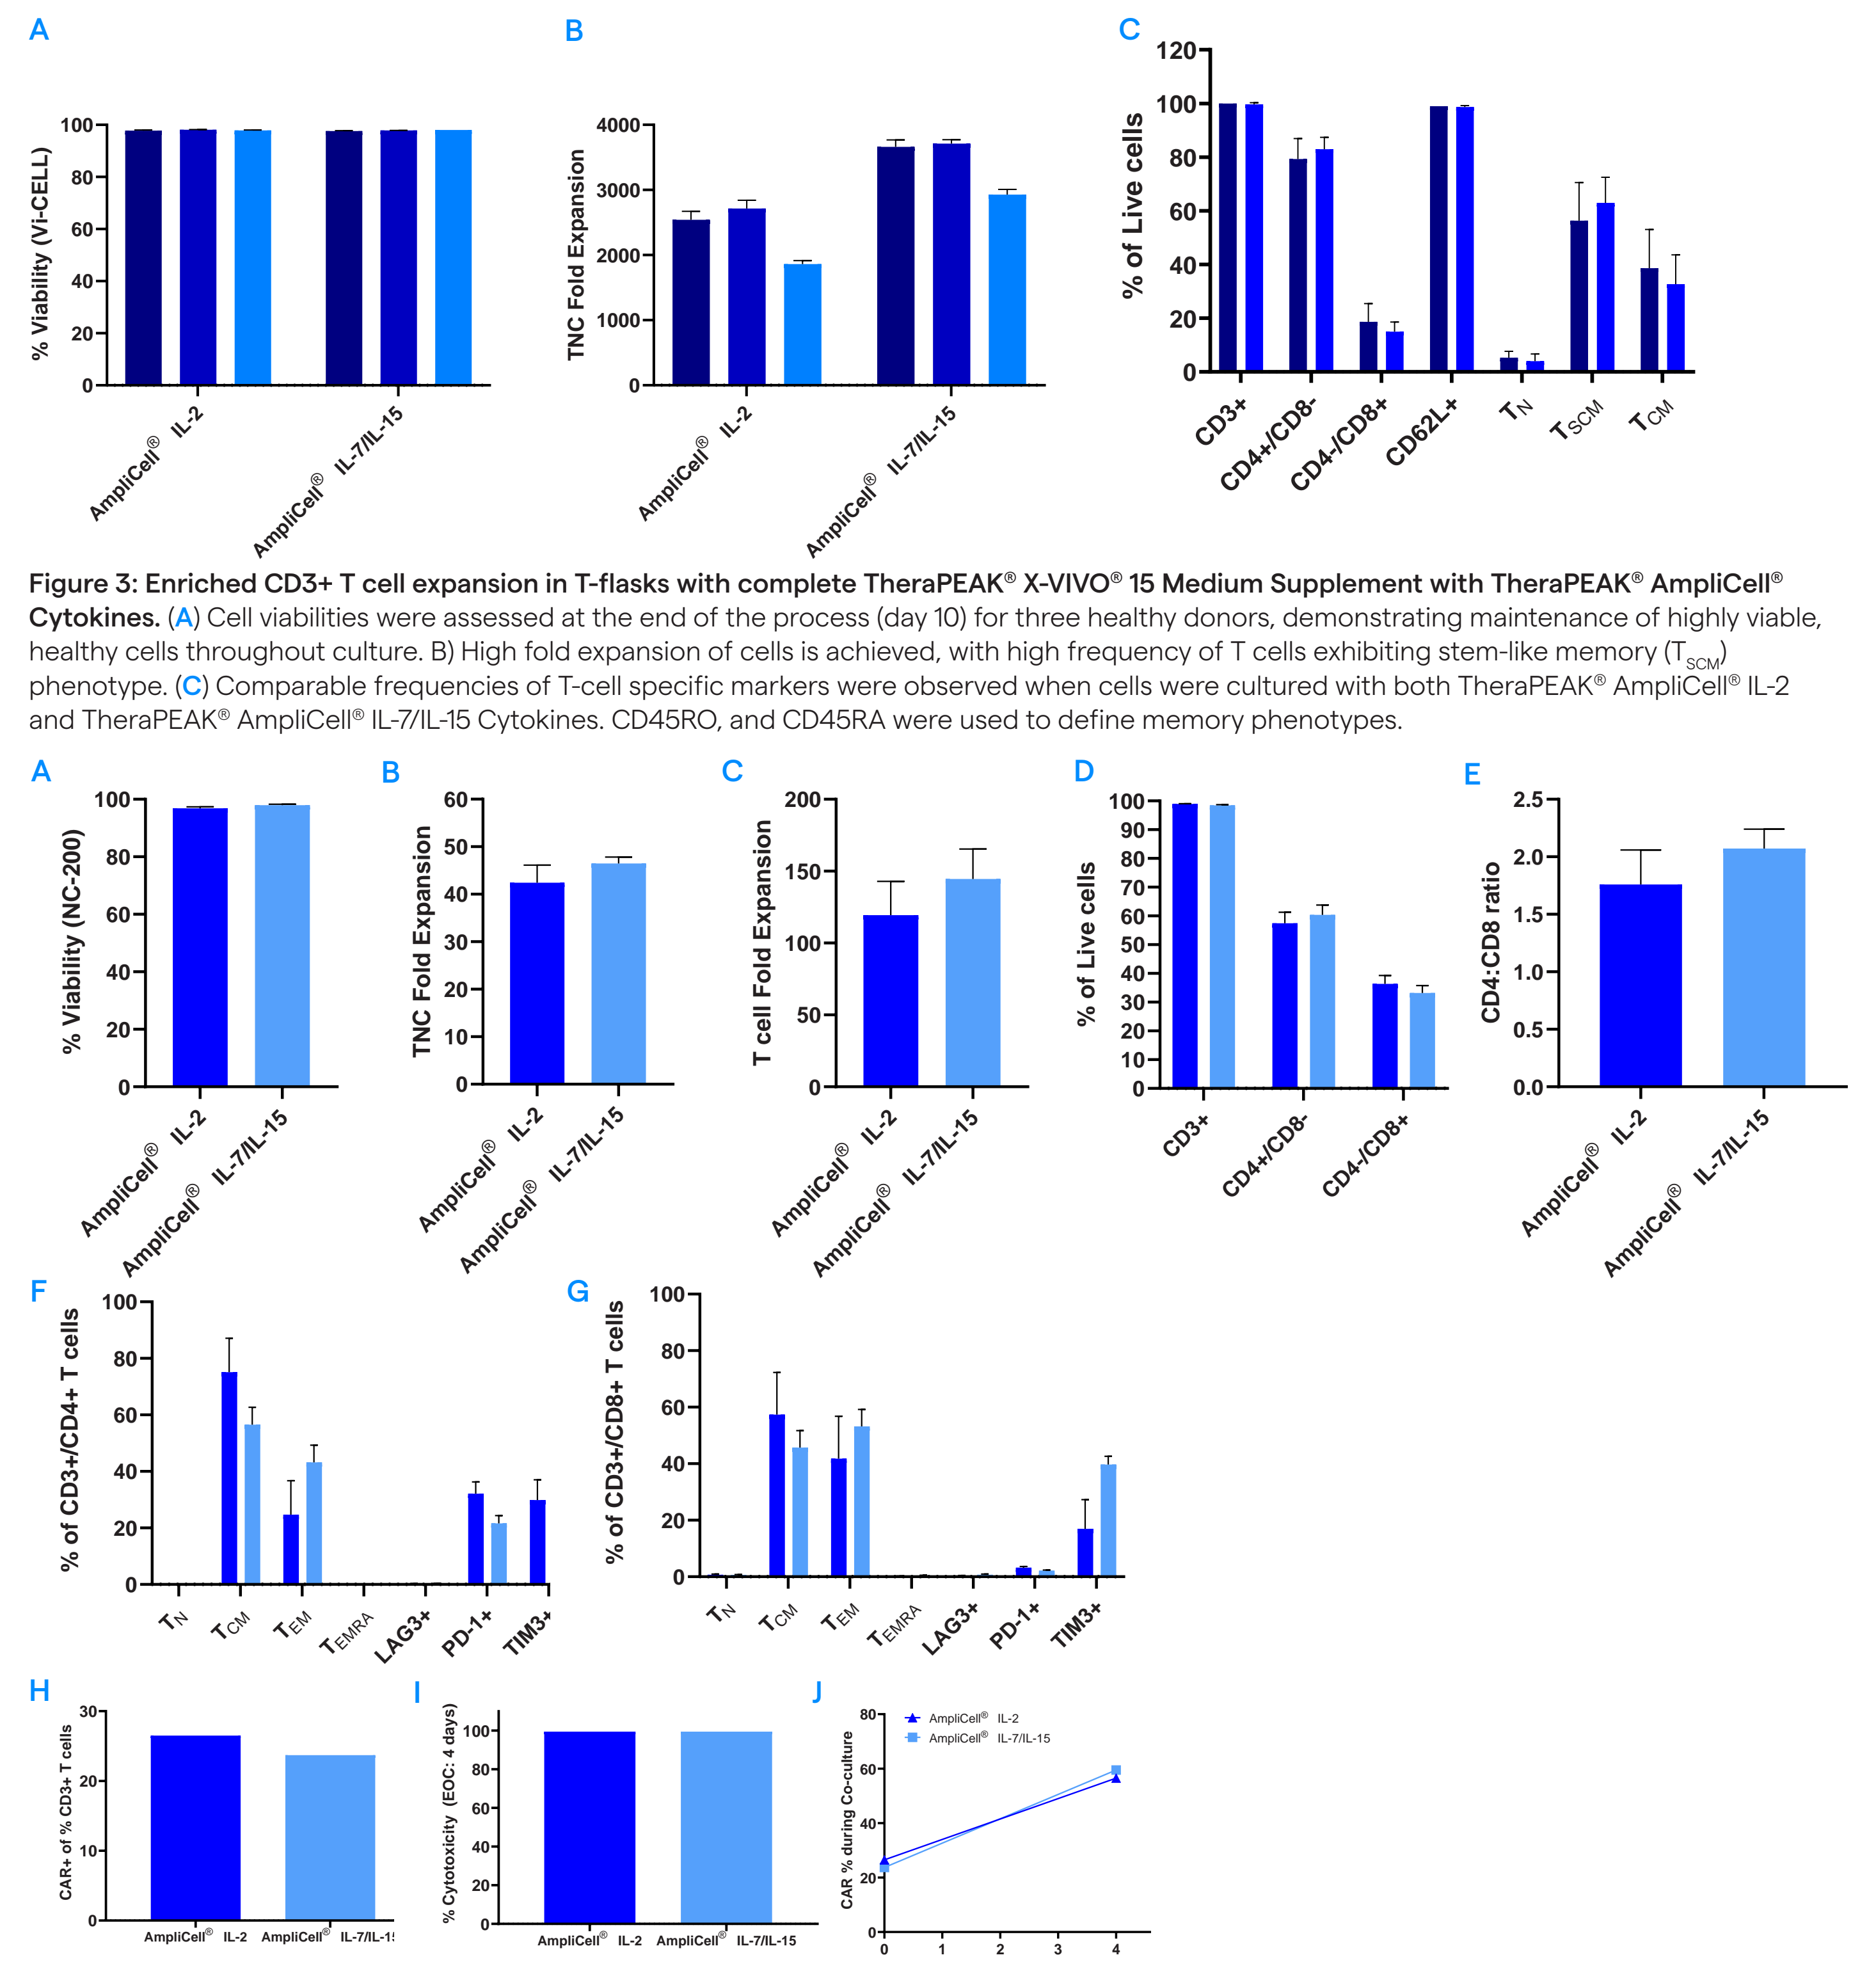 A
B
C
% Viability (Vi-CELL)
100
80
60
40
20
0
AmpliCell® IL-2
AmpliCell® IL-7/IL-15
TNC Fold Expansion
4000
3000
2000
1000
0
AmpliCell® IL-2
AmpliCell® IL-7/IL-15
% of Live cells
120
100
80
60
40
20
0
CD3+
CD4+/CD8-
CD4-/CD8+
CD62L+
TN
TSCM
TCM
Figure 3: Enriched CD3+ T cell expansion in T-flasks with complete TheraPEAK® X-VIVO® 15 Medium Supplement with TheraPEAK® AmpliCell®
Cytokines. (A) Cell viabilities were assessed at the end of the process (day 10) for three healthy donors, demonstrating maintenance of highly viable,
healthy cells throughout culture. B) High fold expansion of cells is achieved, with high frequency of T cells exhibiting stem-like memory (TSCM)
phenotype. (C) Comparable frequencies of T-cell specific markers were observed when cells were cultured with both TheraPEAK® AmpliCell® IL-2
and TheraPEAK® AmpliCell® IL-7/IL-15 Cytokines. CD45RO, and CD45RA were used to define memory phenotypes.
A
B
C
D
E
% Viability (NC-200)
100
80
60
40
20
0
AmpliCell® IL-2
AmpliCell® IL-7/IL-15
TNC Fold Expansion
60
50
40
30
20
10
0
AmpliCell® IL-2
AmpliCell® IL-7/IL-15
T cell Fold Expansion
200
150
100
50
0
AmpliCell® IL-2
AmpliCell® IL-7/IL-15
% of Live cells
100
90
80
70
60
50
40
30
20
10
0
CD3+
CD4+/CD8-
CD4-/CD8+
CD4:CD8 ratio
2.5
2.0
1.5
1.0
0.5
0.0
AmpliCell® IL-2
AmpliCell® IL-7/IL-15
F
G
% of CD3+/CD4+ T cells
100
80
60
40
20
0
TN
TCM
TEM
TEMRA
LAG3+
PD-1+
TIM3+
% of CD3+/CD8+ T cells
100
80
60
40
20
0
TN
TCM
TEM
TEMRA
LAG3+
PD-1+
TIM3+
H
I
J
CAR+ of % CD3+ T cells
30
20
10
0
AmpliCell® IL-2
AmpliCell® IL-7/IL-15
% Cytotoxicity (EOC: 4 days)
100
80
60
40
20
0
AmpliCell® IL-2
AmpliCell® IL-7/IL-15
CAR % during Co-culture
80
60
40
20
0
AmpliCell® IL-2
AmpliCell® IL-7/IL-15
0
1
2
3
4